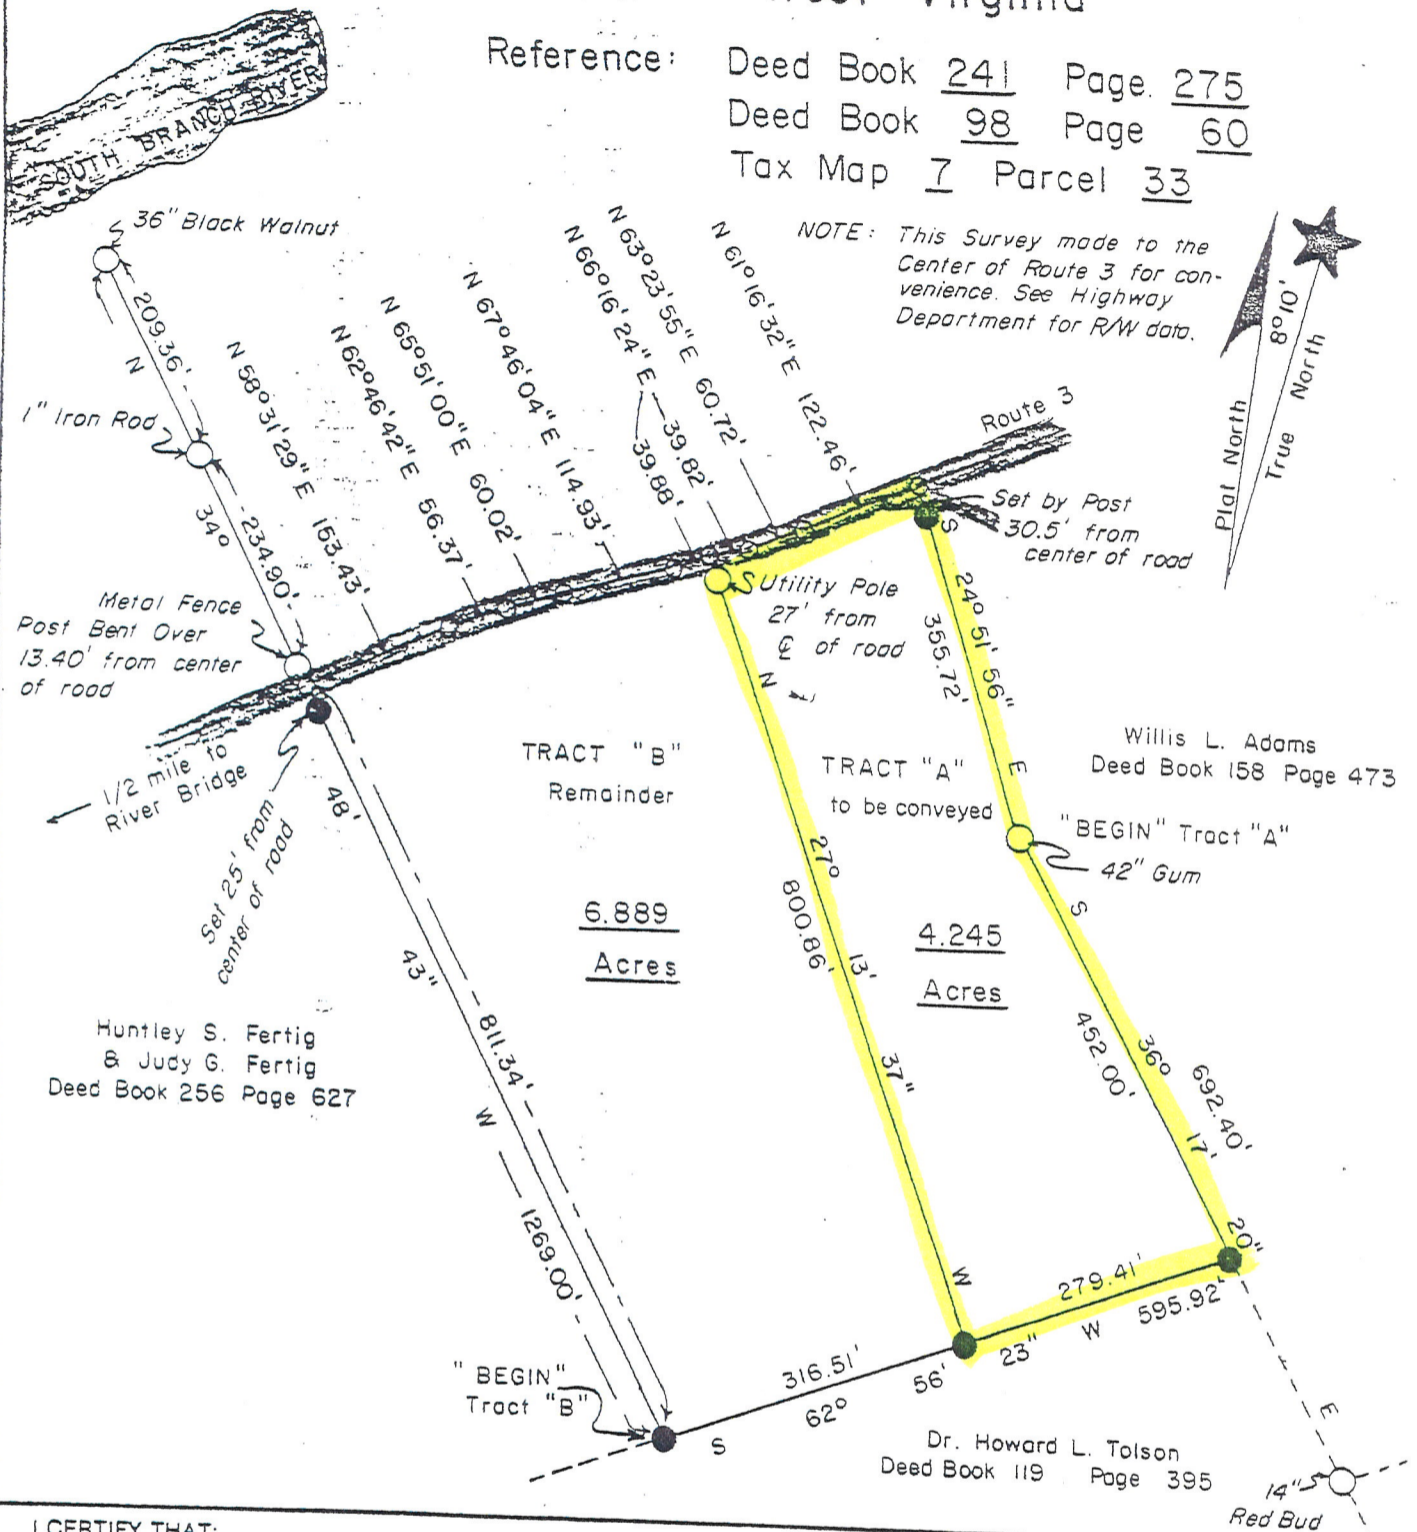 Virginia
Reference: Deed Book 241 Page. 275
Deed Book 98 Page 60
Tax Map 7 Parcel 33
SOUTH BRANCH RIVER
36" Black Walnut
NOTE: This Survey made to the
Center of Route 3 for con-
venience. See Highway
Department for R/W data.
Plat North
8°10'
True North
209.36'
N
1" Iron Rod
34°
234.90'
N 58°31'29" E 153.43'
N 62°46'42" E 56.37'
N 65°51'00" E 60.02'
N 67°46'04" E 114.93'
N 66°16'24" E
39.88'
39.82'
N 63°23'55" E 60.72'
N 61°16'32" E 122.46'
Route 3
Set by Post
30.5' from
center of road
Metal Fence
Post Bent Over
13.40' from center
of road
Utility Pole
27' from
℄ of road
S
24° 51' 56"
355.72'
E
N
1/2 mile to
River Bridge
Set 25' from
center of road
48'
TRACT "B"
Remainder
TRACT "A"
to be conveyed
Willis L. Adams
Deed Book 158 Page 473
"BEGIN" Tract "A"
42" Gum
27°
800.86'
13'
37"
W
6.889
Acres
4.245
Acres
S
452.00'
36°
692.40'
17'
20"
43"
811.34'
W
1269.00'
Huntley S. Fertig
& Judy G. Fertig
Deed Book 256 Page 627
279.41'
595.92'
W
23"
56'
316.51'
62°
S
"BEGIN"
Tract "B"
E
Dr. Howard L. Tolson
Deed Book 119 Page 395
14"
Red Bud
I CERTIFY THAT: